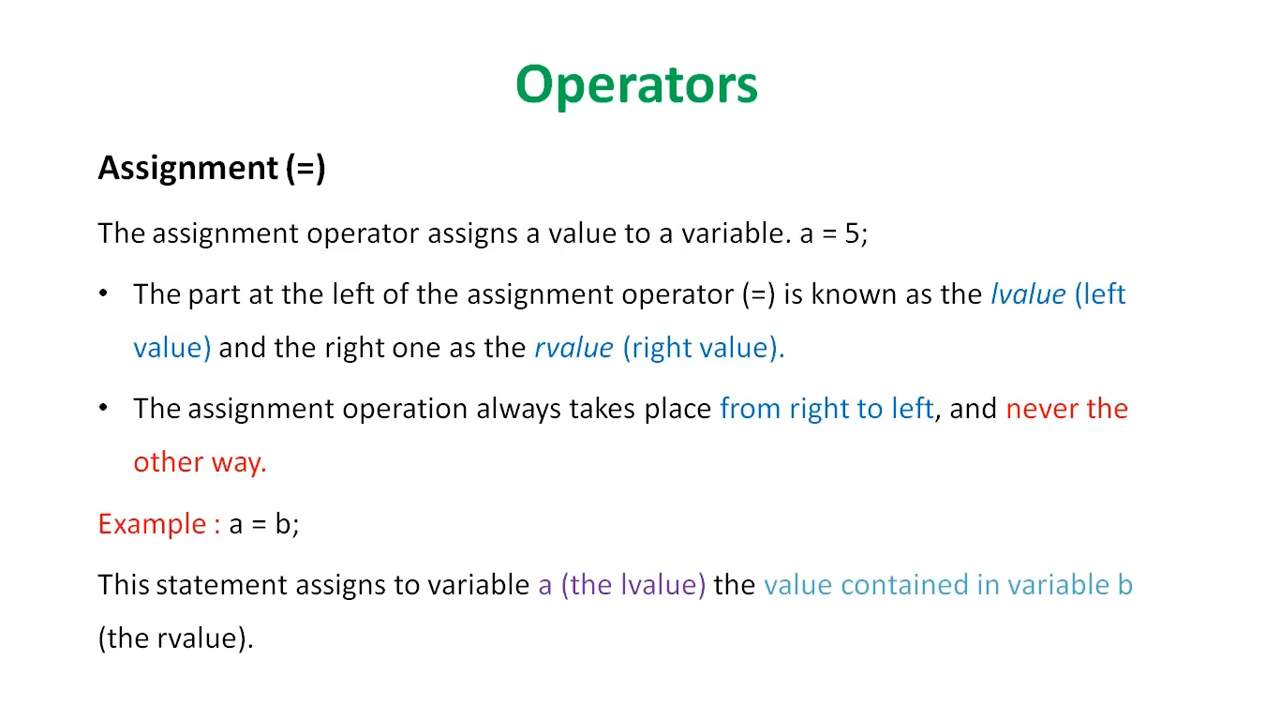 Operators
Assignment (=)
The assignment operator assigns a value to a variable. a = 5;
• The part at the left of the assignment operator (=) is known as the lvalue (left
value) and the right one as the rvalue (right value).
• The assignment operation always takes place from right to left, and never the
other way.
Example : a = b;
This statement assigns to variable a (the lvalue) the value contained in variable b
(the rvalue).